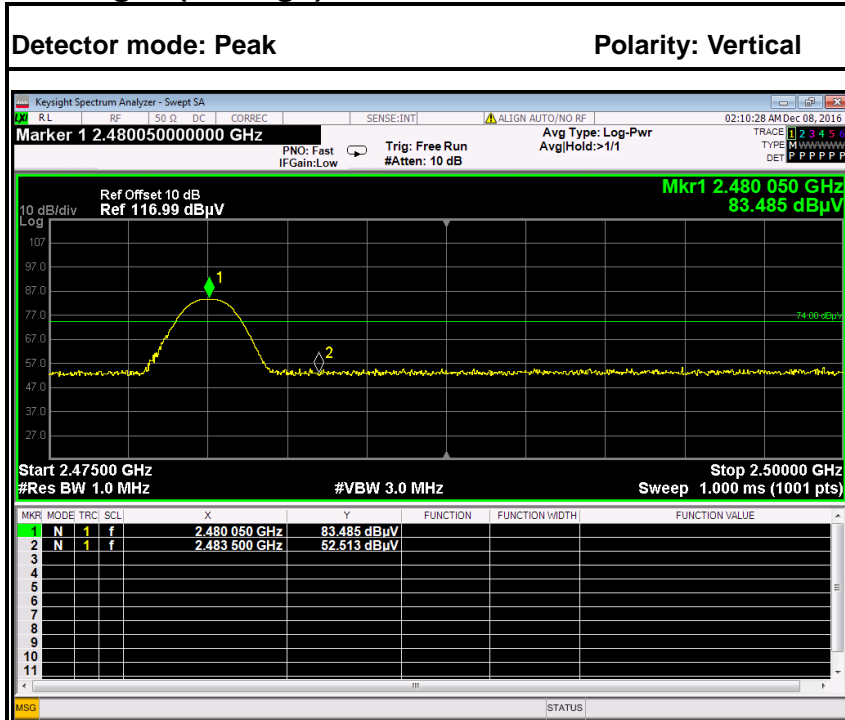 Detector mode: Peak Polarity: Vertical
Keysight Spectrum Analyzer - Swept SA
LXI RL RF 50 Ω DC CORREC SENSE:INT ALIGN AUTO/NO RF 02:10:28 AM Dec 08, 2016
Marker 1 2.480050000000 GHz
PNO: Fast
IFGain:Low
Trig: Free Run
#Atten: 10 dB
Avg Type: Log-Pwr
Avg|Hold:>1/1
TRACE 1 2 3 4 5 6
TYPE M W W W W W
DET P P P P P P
Mkr1 2.480 050 GHz
83.485 dBµV
Ref Offset 10 dB
10 dB/div Ref 116.99 dBµV
Log
107
97.0
1
87.0
77.0
74.00 dBµV
67.0
2
57.0
47.0
37.0
27.0
Start 2.47500 GHz Stop 2.50000 GHz
#Res BW 1.0 MHz #VBW 3.0 MHz Sweep 1.000 ms (1001 pts)
MKR MODE TRC SCL X Y FUNCTION FUNCTION WIDTH FUNCTION VALUE
1 N 1 f 2.480 050 GHz 83.485 dBµV
2 N 1 f 2.483 500 GHz 52.513 dBµV
3
4
5
6
7
8
9
10
11
MSG STATUS